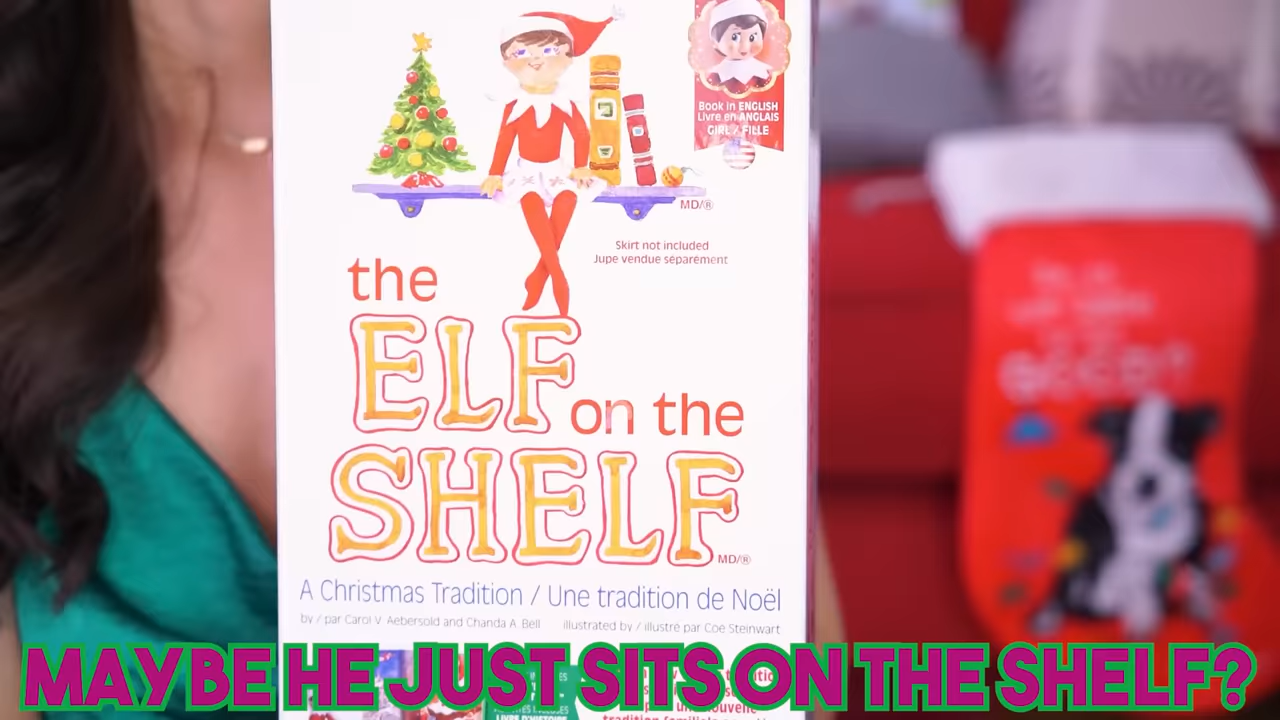 Book in ENGLISH
Livre en ANGLAIS
GIRL / FILLE
MD/®
Skirt not included
Jupe vendue séparément
the
ELF
on the
SHELF
MD/®
A Christmas Tradition / Une tradition de Noël
by / par Carol V. Aebersold and Chanda A. Bell
illustrated by / illustré par Coë Steinwart
MAYBE HE JUST SITS ON THE SHELF?